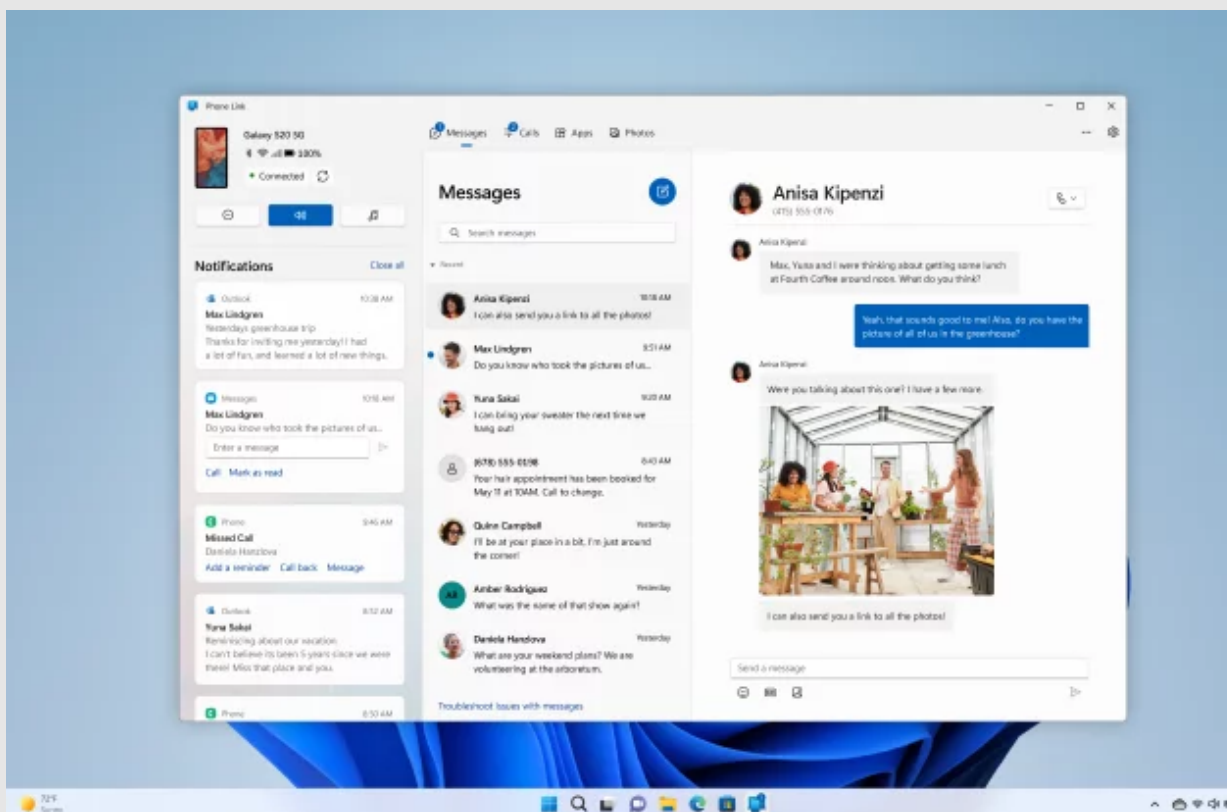 Phone Link
Galaxy S20 5G
100%
Connected
Notifications
Close all
Outlook
10:38 AM
Max Lindgren
Yesterdays greenhouse trip
Thanks for inviting me yesterday! I had
a lot of fun, and learned a lot of new things.
Messages
10:18 AM
Max Lindgren
Do you know who took the pictures of us...
Enter a message
Call Mark as read
Phone
9:46 AM
Missed Call
Daniela Hanzlova
Add a reminder Call back Message
Outlook
8:52 AM
Yuna Sakai
Reminiscing about our vacation
I can't believe its been 5 years since we were
there! Miss that place and you.
Phone
8:50 AM
Messages Calls Apps Photos
Messages
Search messages
Recent
Anisa Kipenzi
10:18 AM
I can also send you a link to all the photos!
Max Lindgren
9:51 AM
Do you know who took the pictures of us...
Yuna Sakai
9:20 AM
I can bring your sweater the next time we
hang out!
(678) 555-0198
8:43 AM
Your hair appointment has been booked for
May 11 at 10AM. Call to change.
Quinn Campbell
Yesterday
I'll be at your place in a bit, I'm just around
the corner!
AR
Amber Rodriguez
Yesterday
What was the name of that show again?
Daniela Hanzlova
Yesterday
What are your weekend plans? We are
volunteering at the arboretum.
Troubleshoot issues with messages
Anisa Kipenzi
(415) 555-0176
Anisa Kipenzi
Max, Yuna and I were thinking about getting some lunch
at Fourth Coffee around noon. What do you think?
Yeah, that sounds good to me! Also, do you have the
picture of all of us in the greenhouse?
Anisa Kipenzi
Were you talking about this one? I have a few more.
I can also send you a link to all the photos!
Send a message
72°F
Sunny